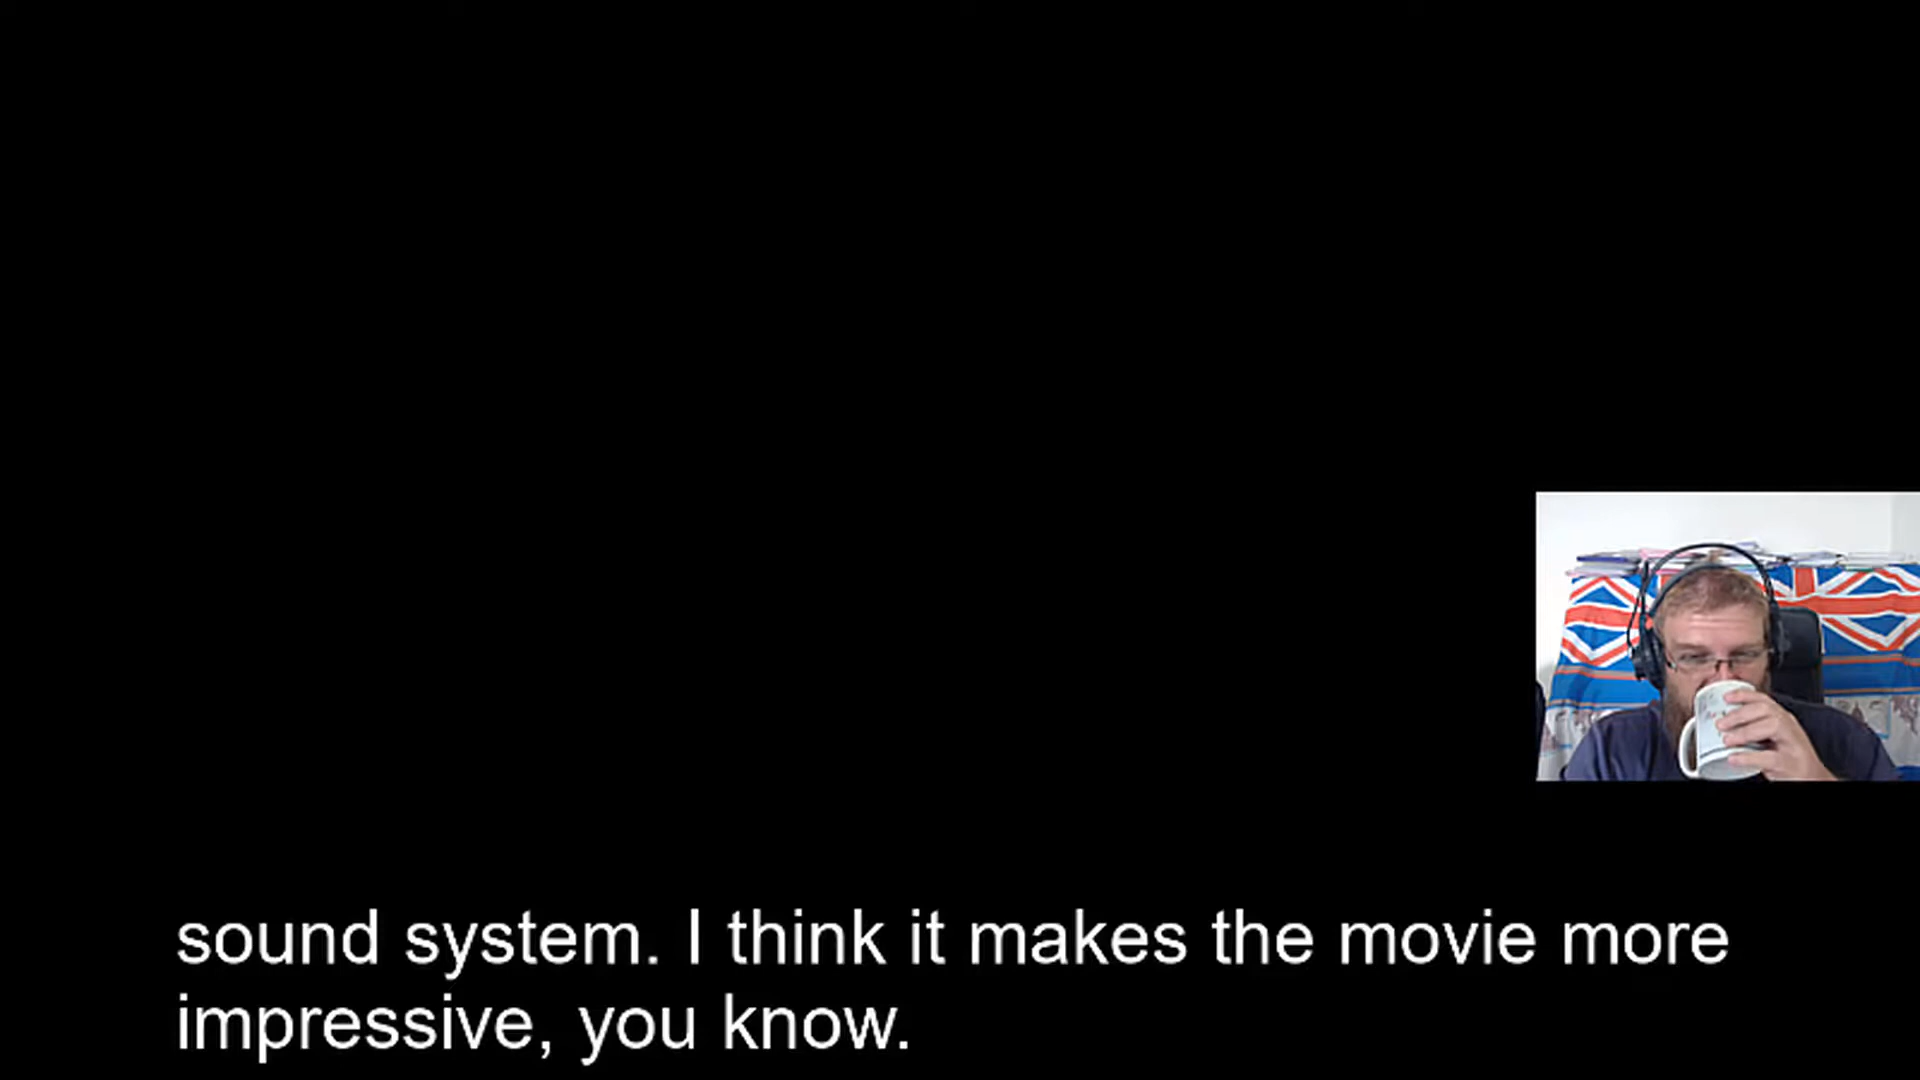 sound system. I think it makes the movie more
impressive, you know.